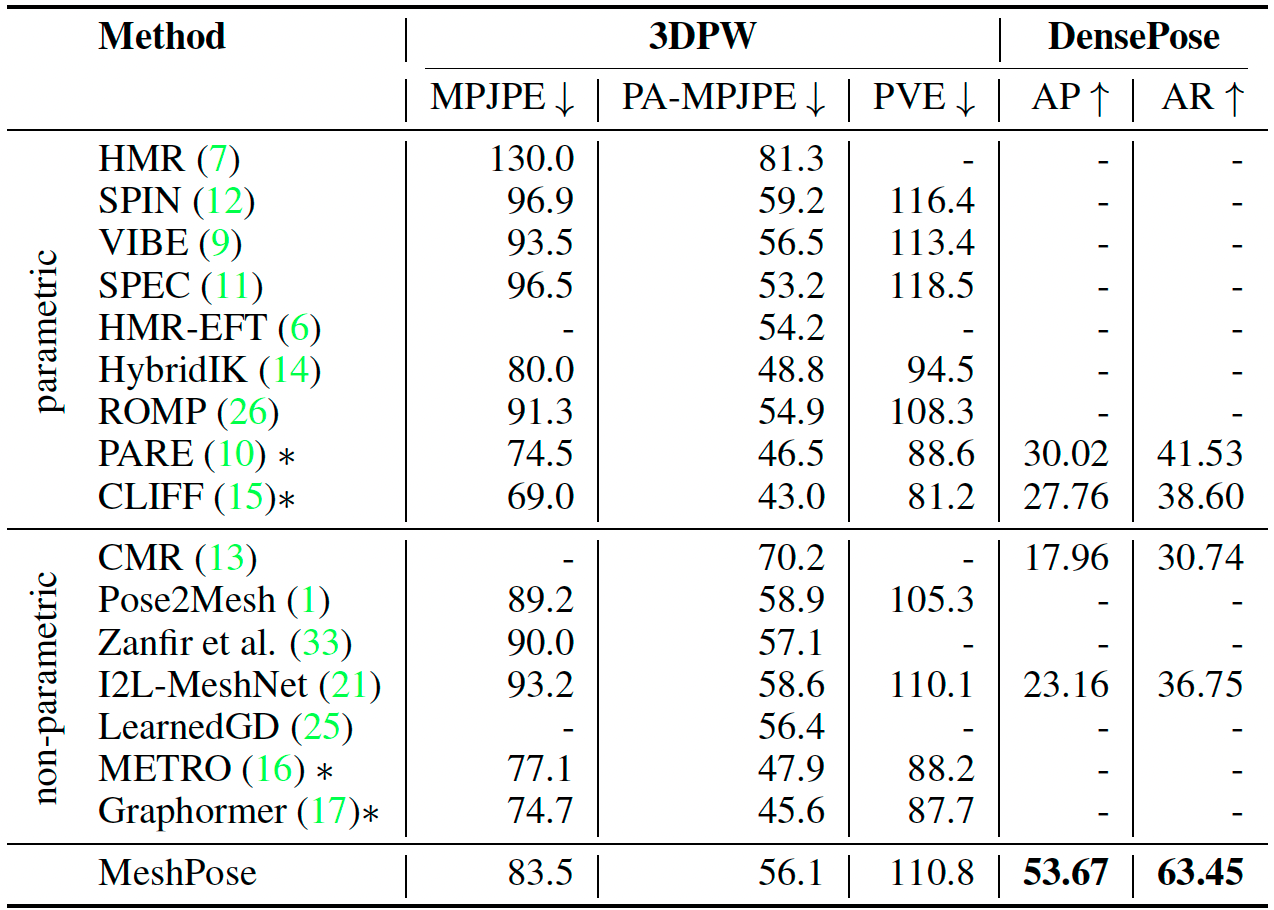 Method 3DPW DensePose
MPJPE ↓ PA-MPJPE ↓ PVE ↓ AP ↑ AR ↑
parametric
HMR (7) 130.0 81.3 - - -
SPIN (12) 96.9 59.2 116.4 - -
VIBE (9) 93.5 56.5 113.4 - -
SPEC (11) 96.5 53.2 118.5 - -
HMR-EFT (6) - 54.2 - - -
HybridIK (14) 80.0 48.8 94.5 - -
ROMP (26) 91.3 54.9 108.3 - -
PARE (10) * 74.5 46.5 88.6 30.02 41.53
CLIFF (15)* 69.0 43.0 81.2 27.76 38.60
non-parametric
CMR (13) - 70.2 - 17.96 30.74
Pose2Mesh (1) 89.2 58.9 105.3 - -
Zanfir et al. (33) 90.0 57.1 - - -
I2L-MeshNet (21) 93.2 58.6 110.1 23.16 36.75
LearnedGD (25) - 56.4 - - -
METRO (16) * 77.1 47.9 88.2 - -
Graphormer (17)* 74.7 45.6 87.7 - -
MeshPose 83.5 56.1 110.8 53.67 63.45